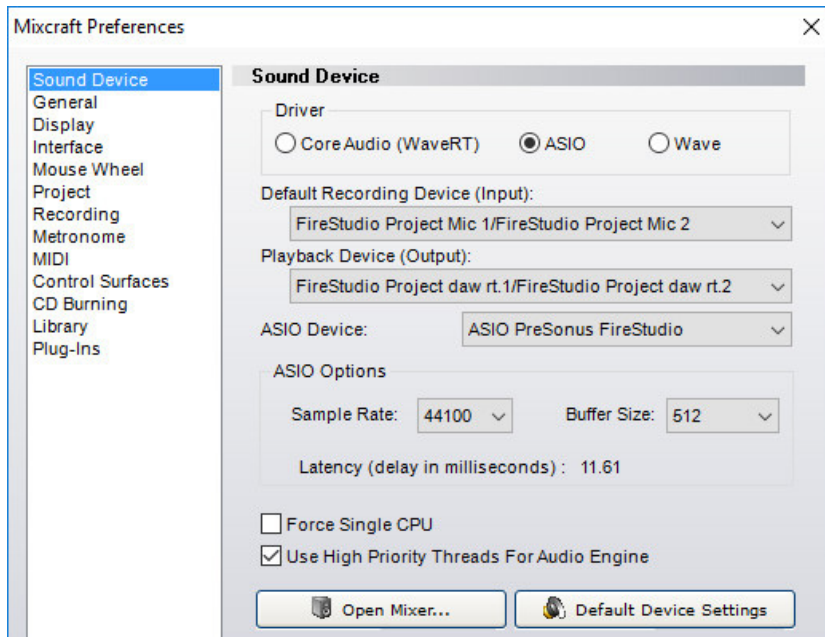 Mixcraft Preferences
Sound Device
General
Display
Interface
Mouse Wheel
Project
Recording
Metronome
MIDI
Control Surfaces
CD Burning
Library
Plug-Ins
Sound Device
Driver
Core Audio (WaveRT) ASIO Wave
Default Recording Device (Input):
FireStudio Project Mic 1/FireStudio Project Mic 2
Playback Device (Output):
FireStudio Project daw rt.1/FireStudio Project daw rt.2
ASIO Device: ASIO PreSonus FireStudio
ASIO Options
Sample Rate: 44100 Buffer Size: 512
Latency (delay in milliseconds) : 11.61
Force Single CPU
Use High Priority Threads For Audio Engine
Open Mixer... Default Device Settings